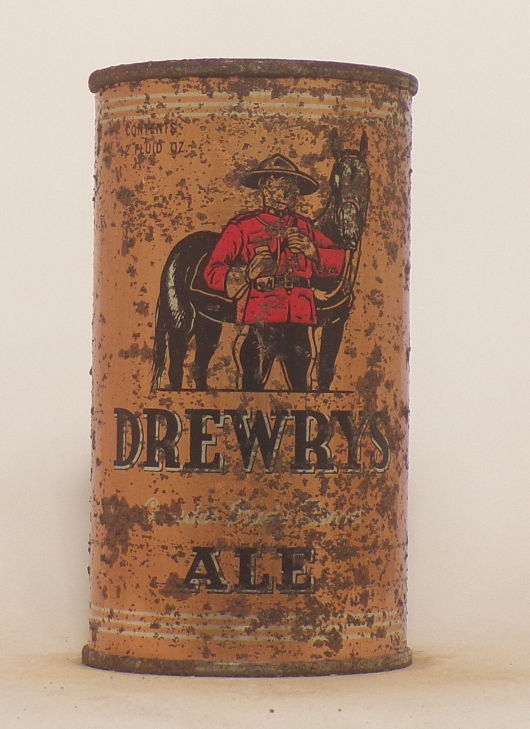 CONTENTS
FLUID OZ.
DREWRYS
ALE